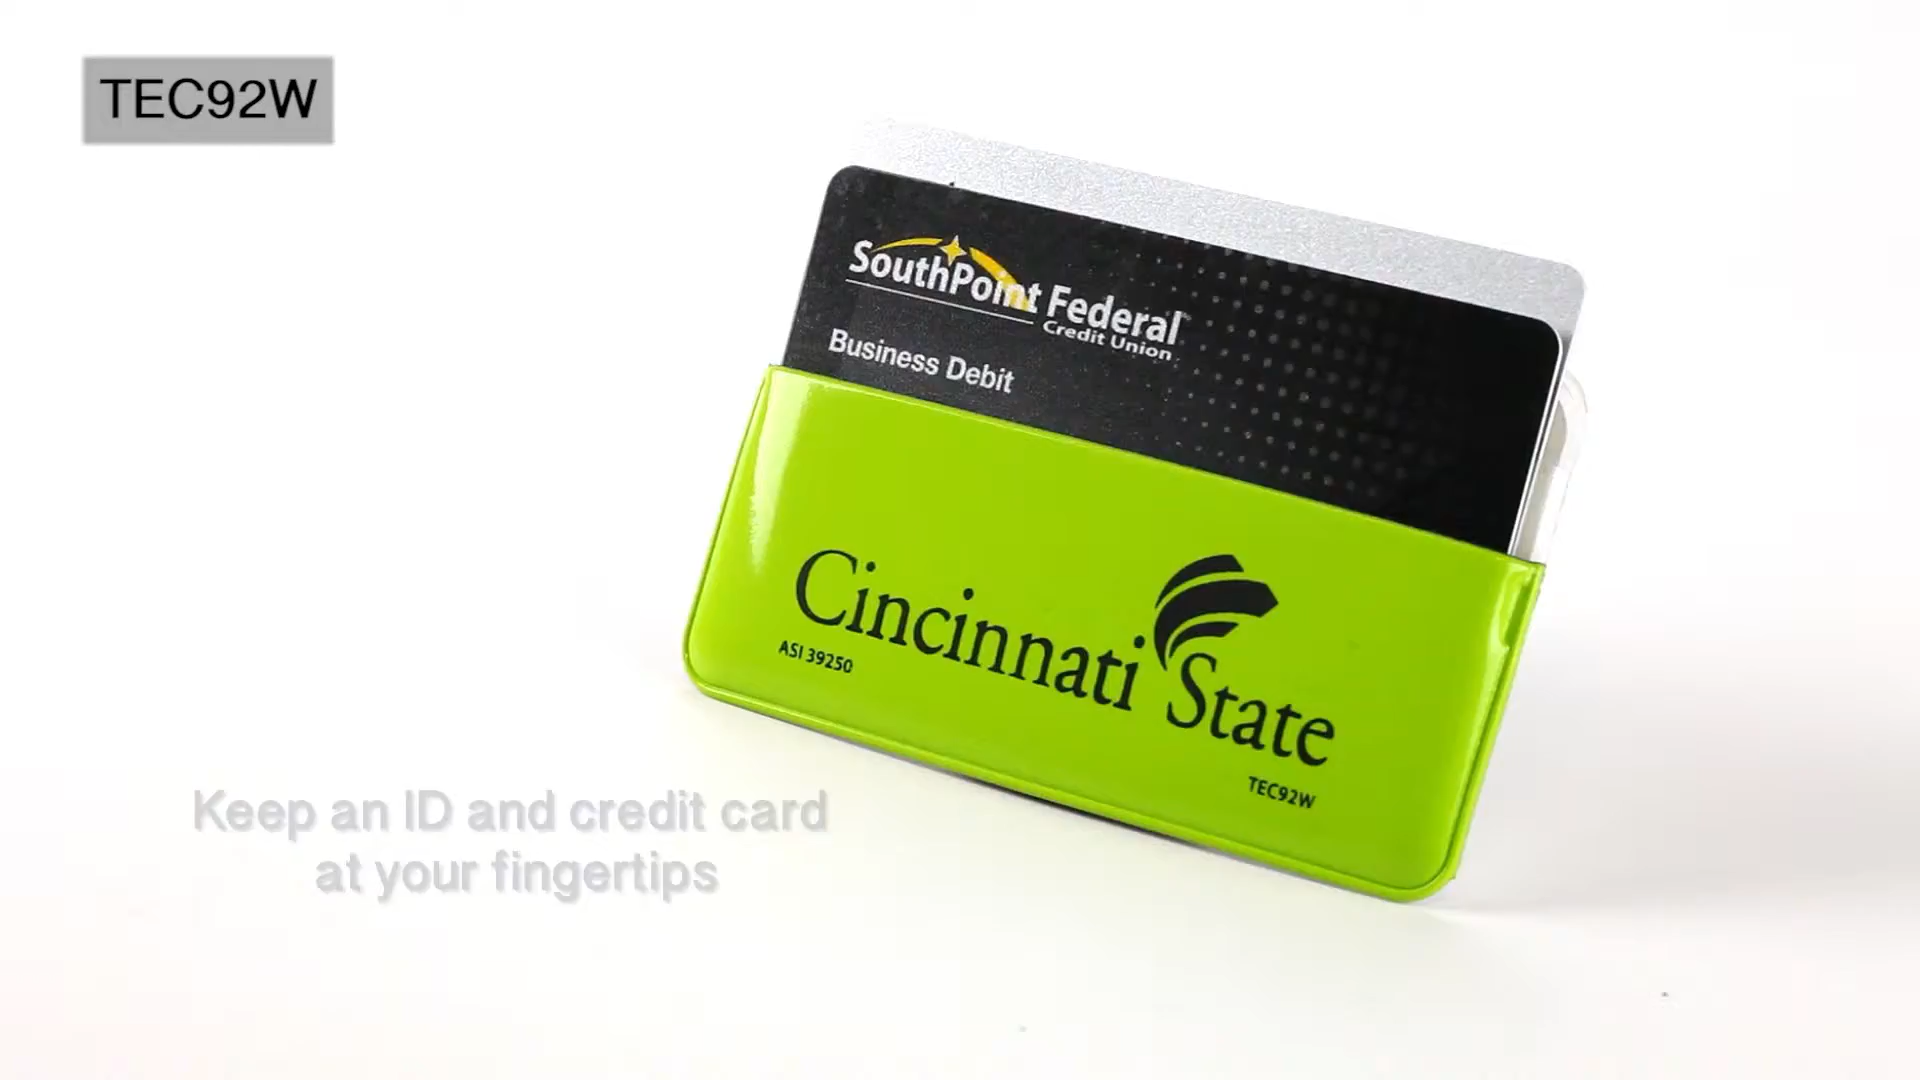 TEC92W
SouthPoint Federal
Credit Union
Business Debit
Cincinnati State
ASI 39250
TEC92W
Keep an ID and credit card
at your fingertips